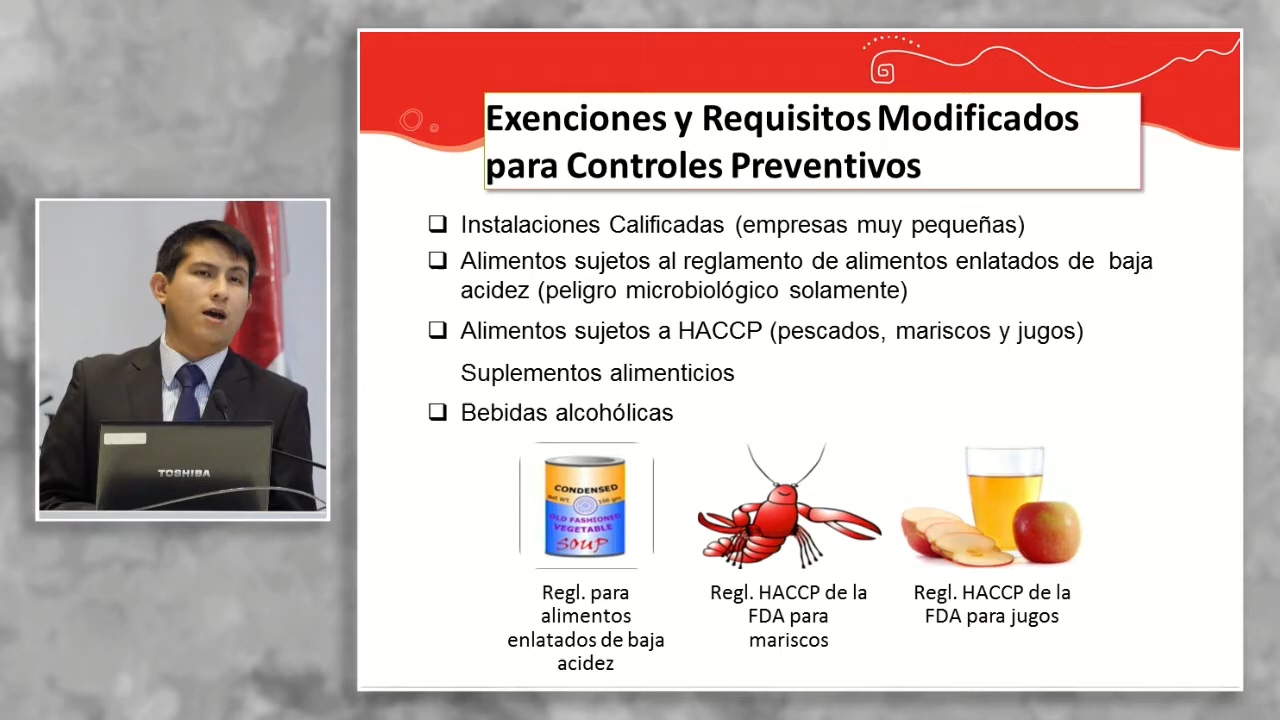 Exenciones y Requisitos Modificados
para Controles Preventivos
❑ Instalaciones Calificadas (empresas muy pequeñas)
❑ Alimentos sujetos al reglamento de alimentos enlatados de baja
acidez (peligro microbiológico solamente)
❑ Alimentos sujetos a HACCP (pescados, mariscos y jugos)
Suplementos alimenticios
❑ Bebidas alcohólicas
CONDENSED
OLD FASHIONED
VEGETABLE
SOUP
Regl. para
alimentos
enlatados de baja
acidez
Regl. HACCP de la
FDA para
mariscos
Regl. HACCP de la
FDA para jugos
TOSHIBA